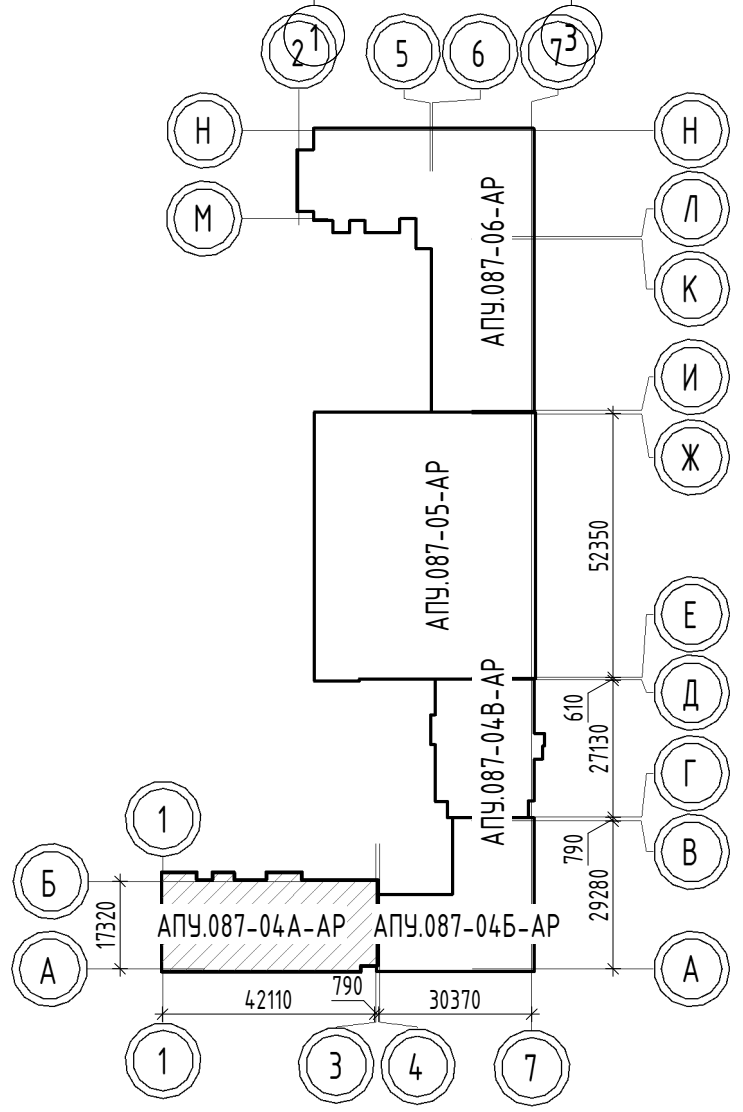 2 1 5 6 7 3
Н Н
М Л
АПУ.087-06-АР
К
И
Ж
АПУ.087-05-АР
52350
Е
Д
610
27130
АПУ.087-04В-АР
Г
1
790
В
Б
17320
29280
АПУ.087-04А-АР АПУ.087-04Б-АР
А А
42110 790 30370
1 3 4 7